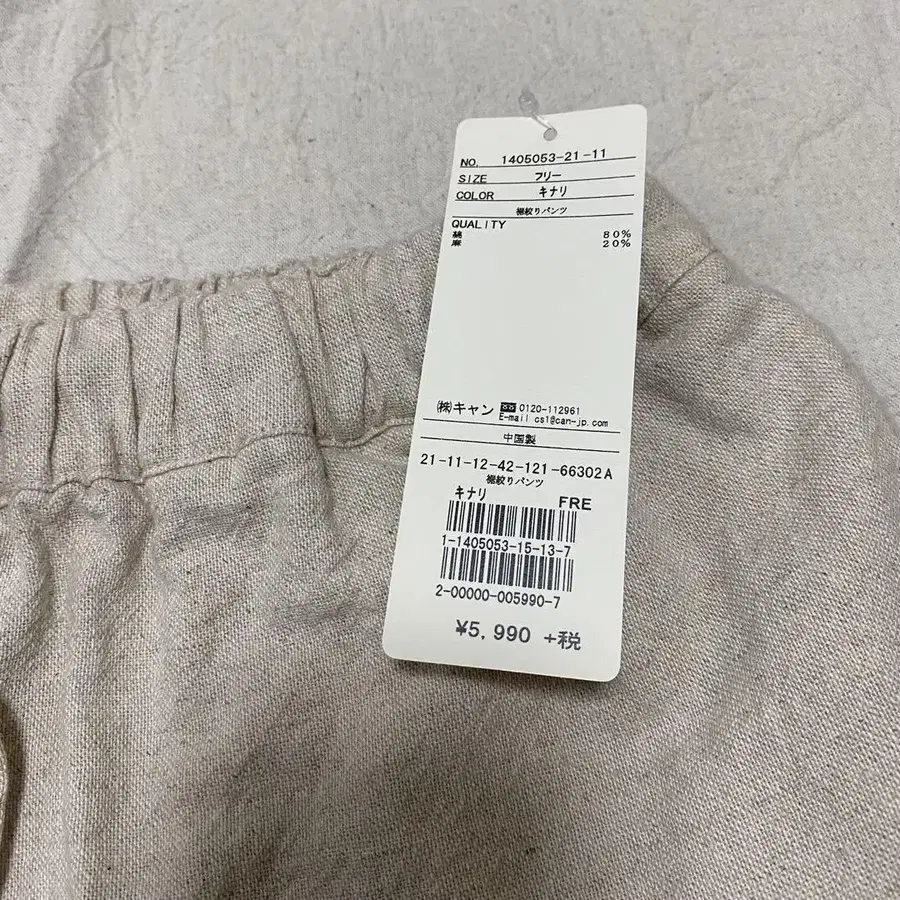 NO. 1405053-21-11
SIZE フリー
COLOR キナリ
裾絞りパンツ
QUALITY
綿 80%
麻 20%
㈱キャン 0120-112961
E-mail cs1@can-jp.com
中国製
21-11-12-42-121-66302A
裾絞りパンツ
キナリ FRE
1-1405053-15-13-7
2-00000-005990-7
¥5,990 +税